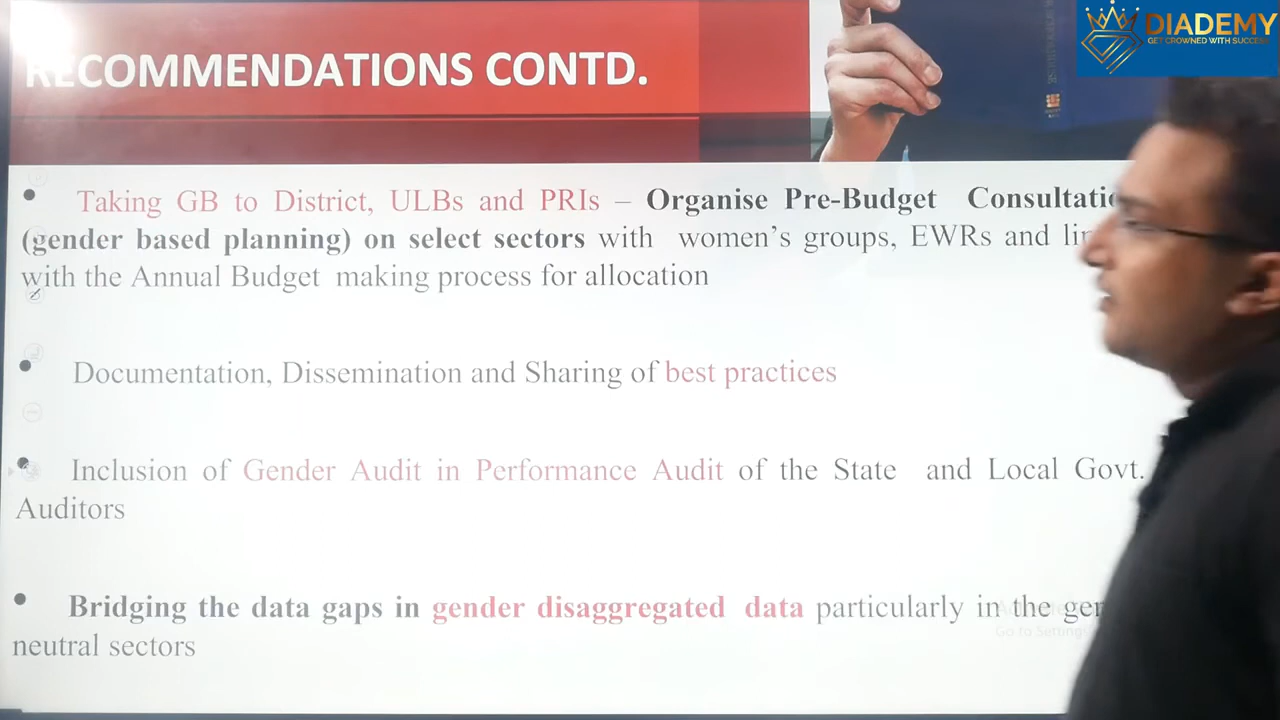 DIADEMY
GET CROWNED WITH SUCCESS
RECOMMENDATIONS CONTD.
• Taking GB to District, ULBs and PRIs – Organise Pre-Budget
(gender based planning) on select sectors with women's groups, EWRs and
with the Annual Budget making process for allocation
• Documentation, Dissemination and Sharing of best practices
• Inclusion of Gender Audit in Performance Audit of the State and Local Govt.
Auditors
• Bridging the data gaps in gender disaggregated data particularly in the
neutral sectors
Go to Setting